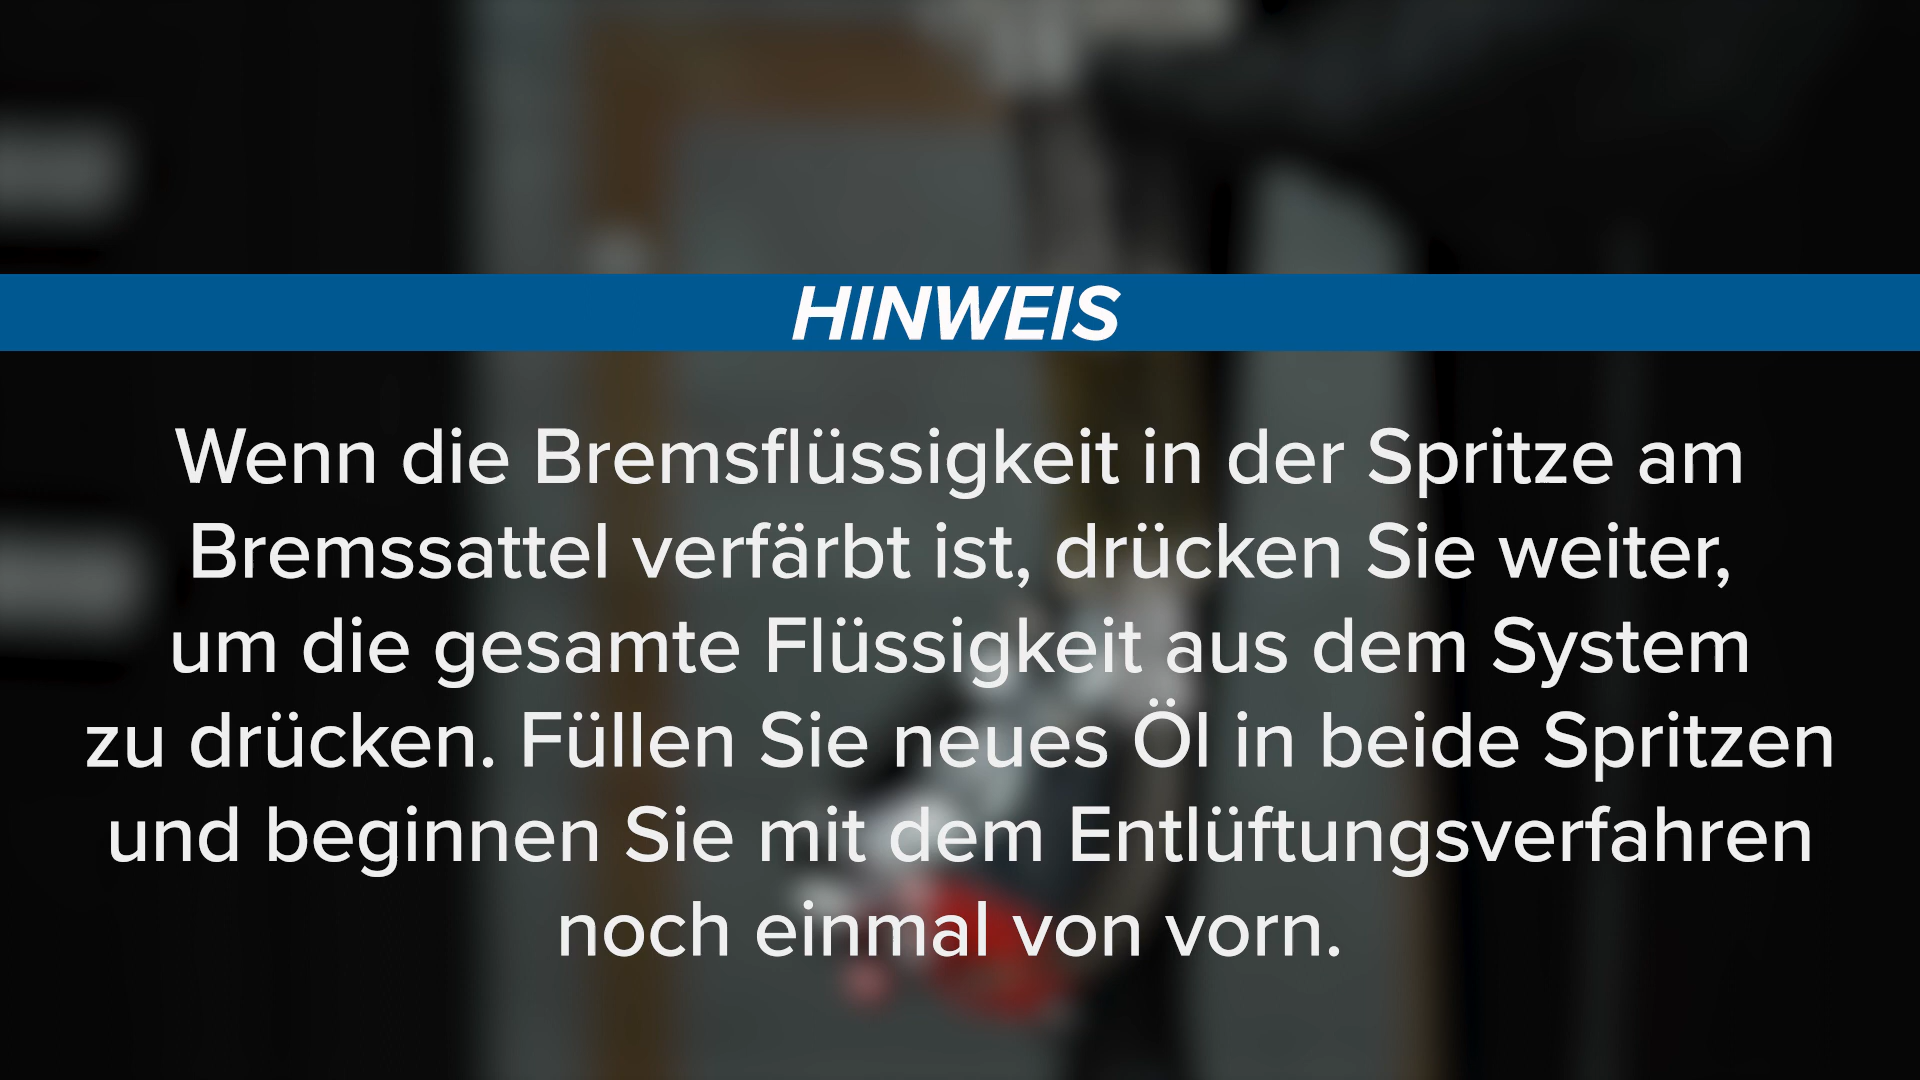 HINWEIS
Wenn die Bremsflüssigkeit in der Spritze am
Bremssattel verfärbt ist, drücken Sie weiter,
um die gesamte Flüssigkeit aus dem System
zu drücken. Füllen Sie neues Öl in beide Spritzen
und beginnen Sie mit dem Entlüftungsverfahren
noch einmal von vorn.